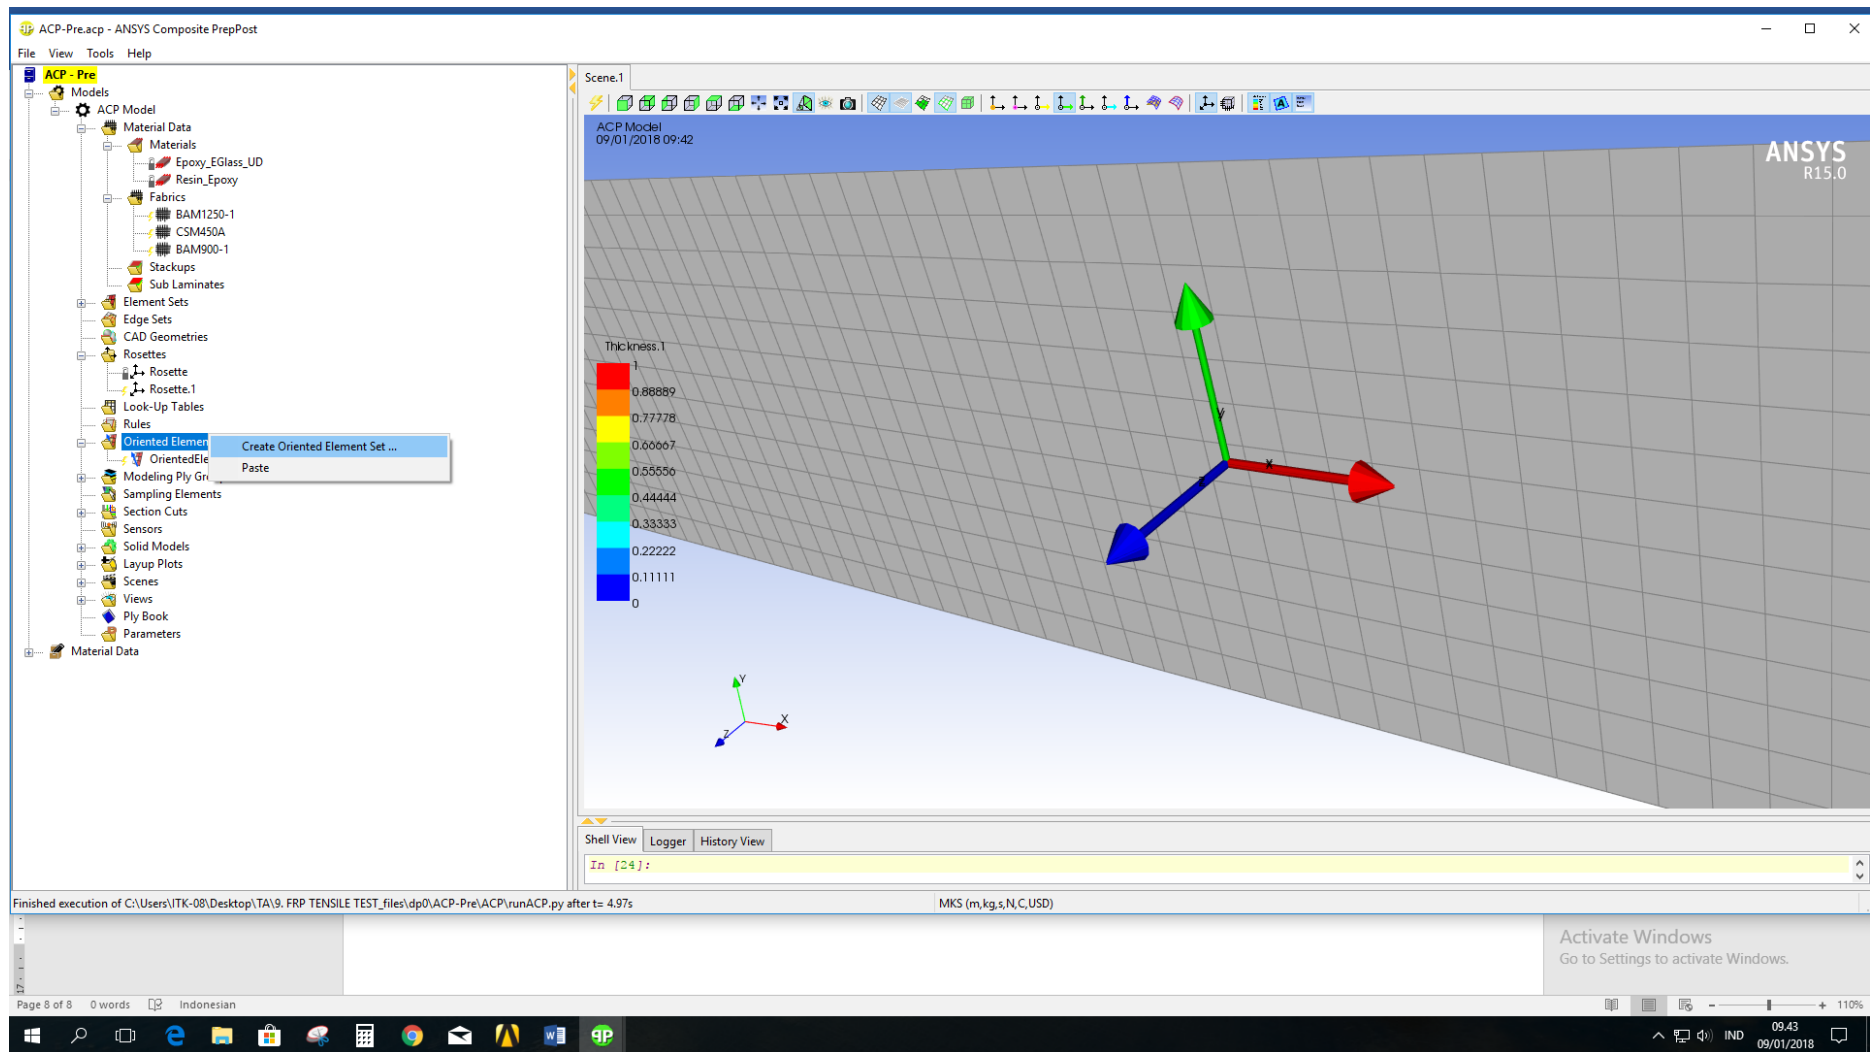 ACP-Pre.acp - ANSYS Composite PrepPost
File View Tools Help
ACP - Pre
Models
ACP Model
Material Data
Materials
Epoxy_EGlass_UD
Resin_Epoxy
Fabrics
BAM1250-1
CSM450A
BAM900-1
Stackups
Sub Laminates
Element Sets
Edge Sets
CAD Geometries
Rosettes
Rosette
Rosette.1
Look-Up Tables
Rules
Oriented Elemen
OrientedEle
Modeling Ply Gr
Sampling Elements
Section Cuts
Sensors
Solid Models
Layup Plots
Scenes
Views
Ply Book
Parameters
Material Data
Create Oriented Element Set ...
Paste
Scene.1
ACP Model
09/01/2018 09:42
ANSYS
R15.0
Thickness.1
1
0.88889
0.77778
0.66667
0.55556
0.44444
0.33333
0.22222
0.11111
0
Y
X
Z
Y
X
Z
Shell View Logger History View
In [24]:
Finished execution of C:\Users\ITK-08\Desktop\TA\9. FRP TENSILE TEST_files\dp0\ACP-Pre\ACP\runACP.py after t= 4.97s
MKS (m,kg,s,N,C,USD)
Activate Windows
Go to Settings to activate Windows.
17
Page 8 of 8 0 words Indonesian
110%
IND
09.43
09/01/2018